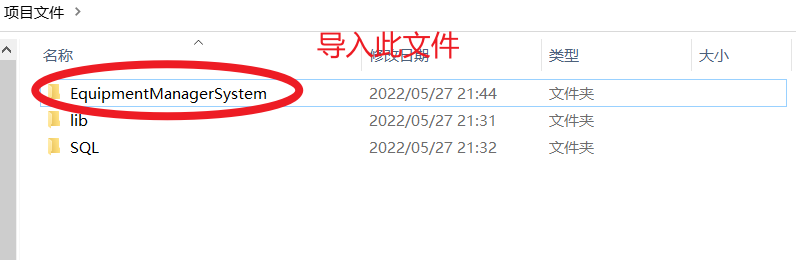 项目文件
导入此文件
名称 修改日期 类型 大小
EquipmentManagerSystem 2022/05/27 21:44 文件夹
lib 2022/05/27 21:31 文件夹
SQL 2022/05/27 21:32 文件夹